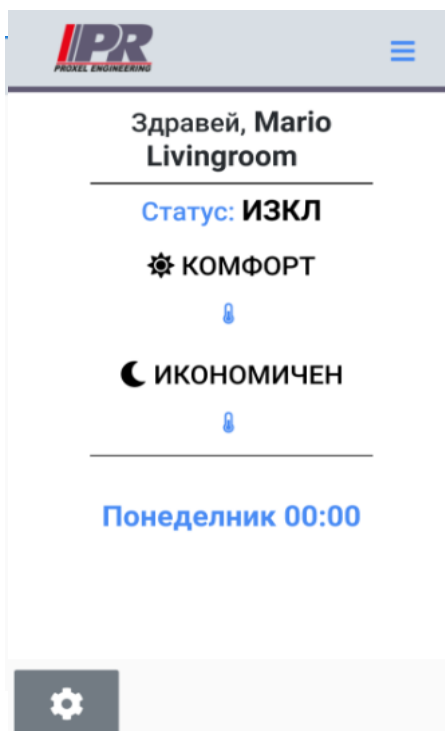 PR
PROXEL ENGINEERING
Здравей, Mario
Livingroom
Статус: ИЗКЛ
КОМФОРТ
ИКОНОМИЧЕН
Понеделник 00:00